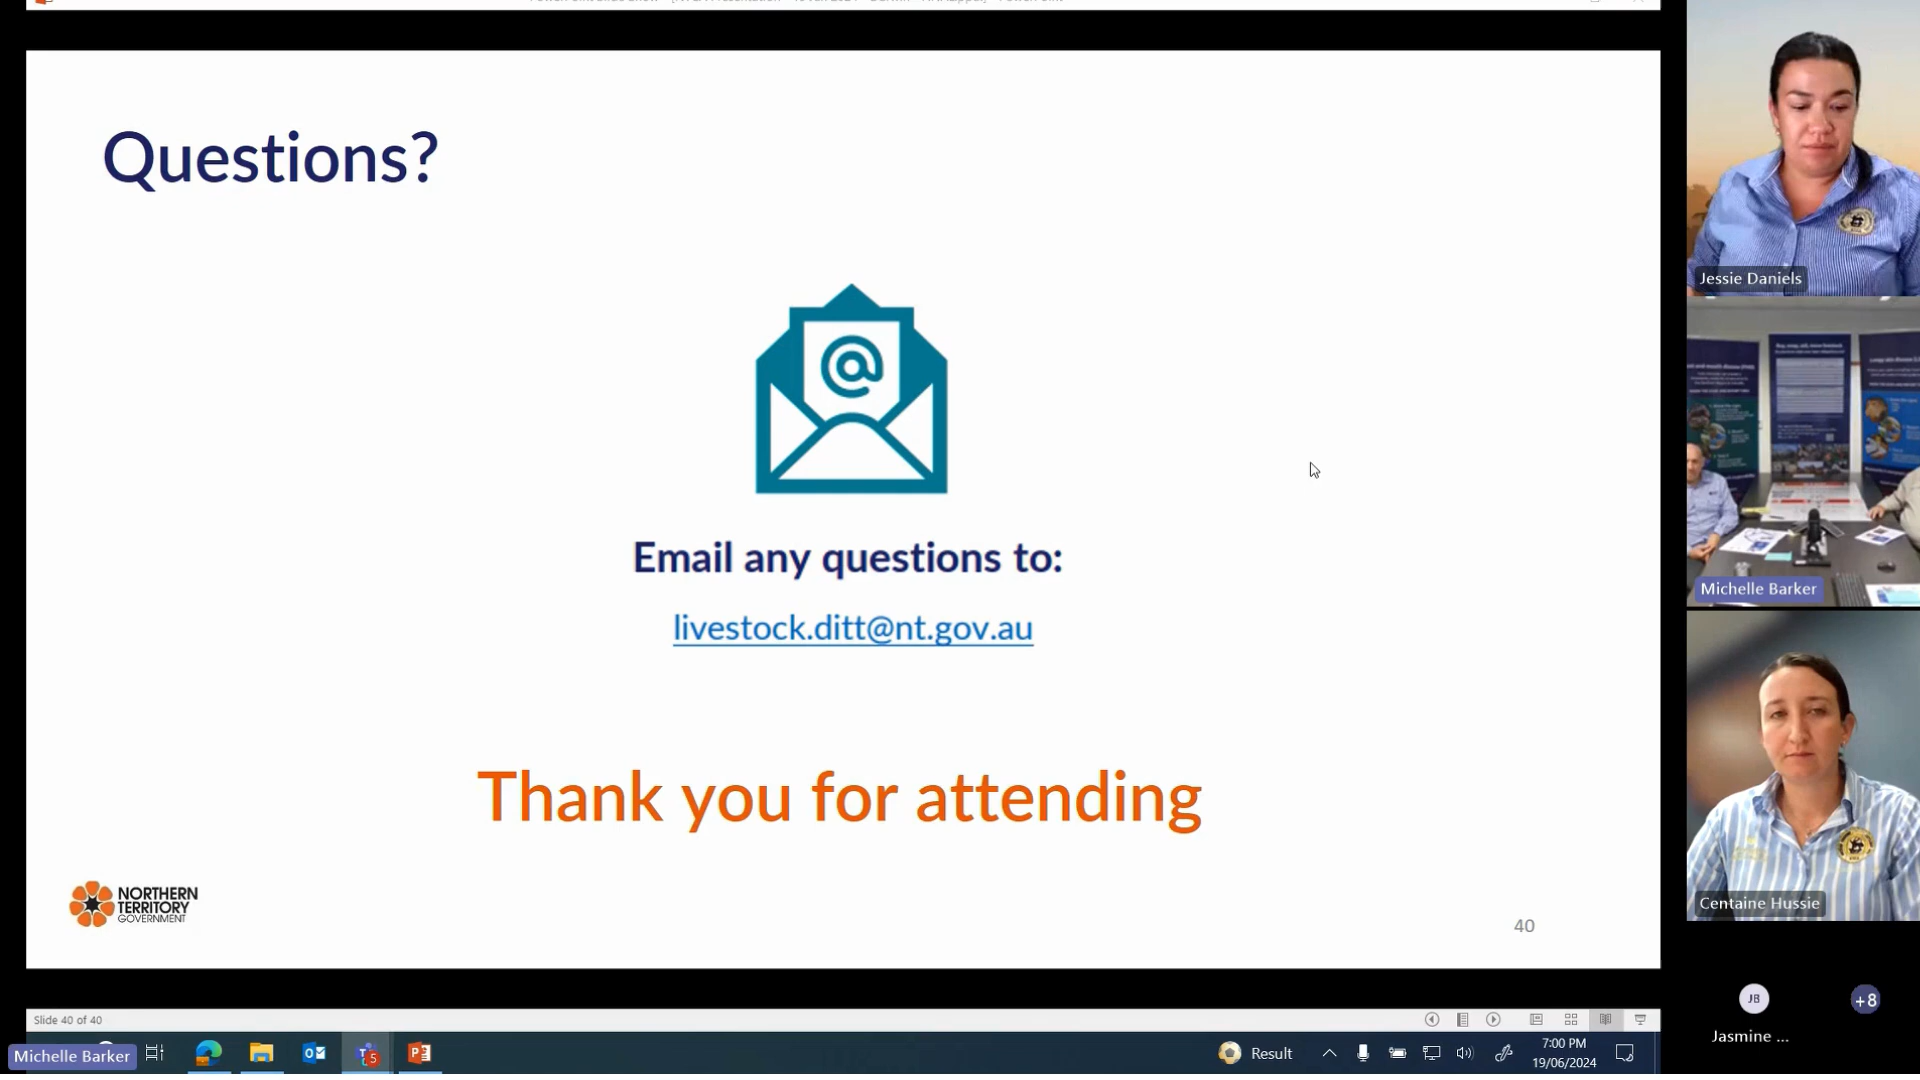 Questions?
@
Email any questions to:
livestock.ditt@nt.gov.au
Thank you for attending
NORTHERN
TERRITORY
GOVERNMENT
40
Slide 40 of 40
Michelle Barker
5
Result
7:00 PM
19/06/2024
Jessie Daniels
Michelle Barker
Centaine Hussie
JB
+8
Jasmine ...